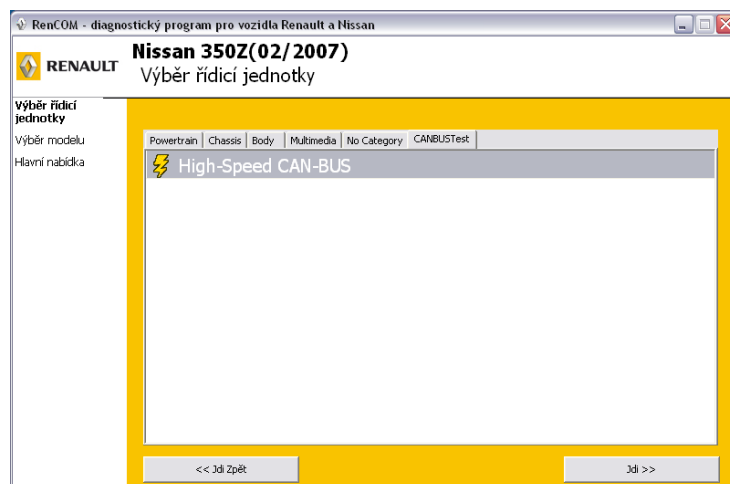 RenCOM - diagnostický program pro vozidla Renault a Nissan
RENAULT
Nissan 350Z(02/2007)
Výběr řídicí jednotky
Výběr řídicí
jednotky
Výběr modelu
Hlavní nabídka
Powertrain Chassis Body Multimedia No Category CANBUSTest
High-Speed CAN-BUS
<< Jdi Zpět Jdi >>